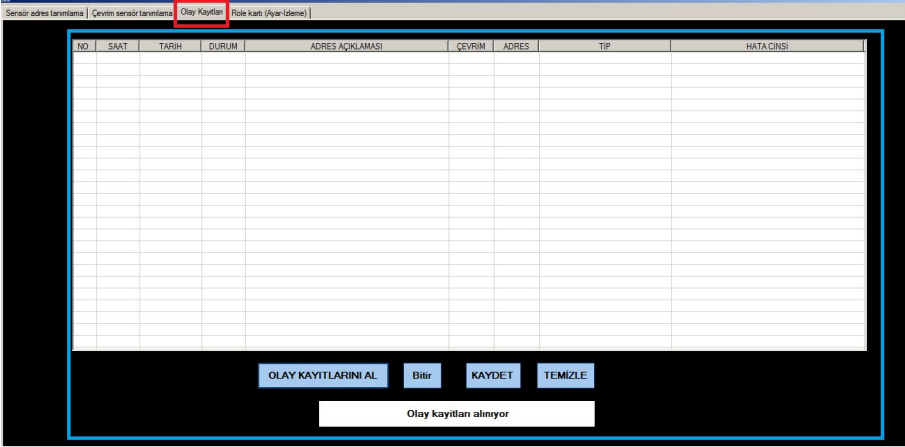 Sensör adres tanımlama Çevrim sensör tanımlama Olay Kayıtları Role kartı (Ayar-İzleme)
NO SAAT TARİH DURUM ADRES AÇIKLAMASI ÇEVRİM ADRES TİP HATA CİNSİ
OLAY KAYITLARINI AL Bitir KAYDET TEMİZLE
Olay kayıtları alınıyor